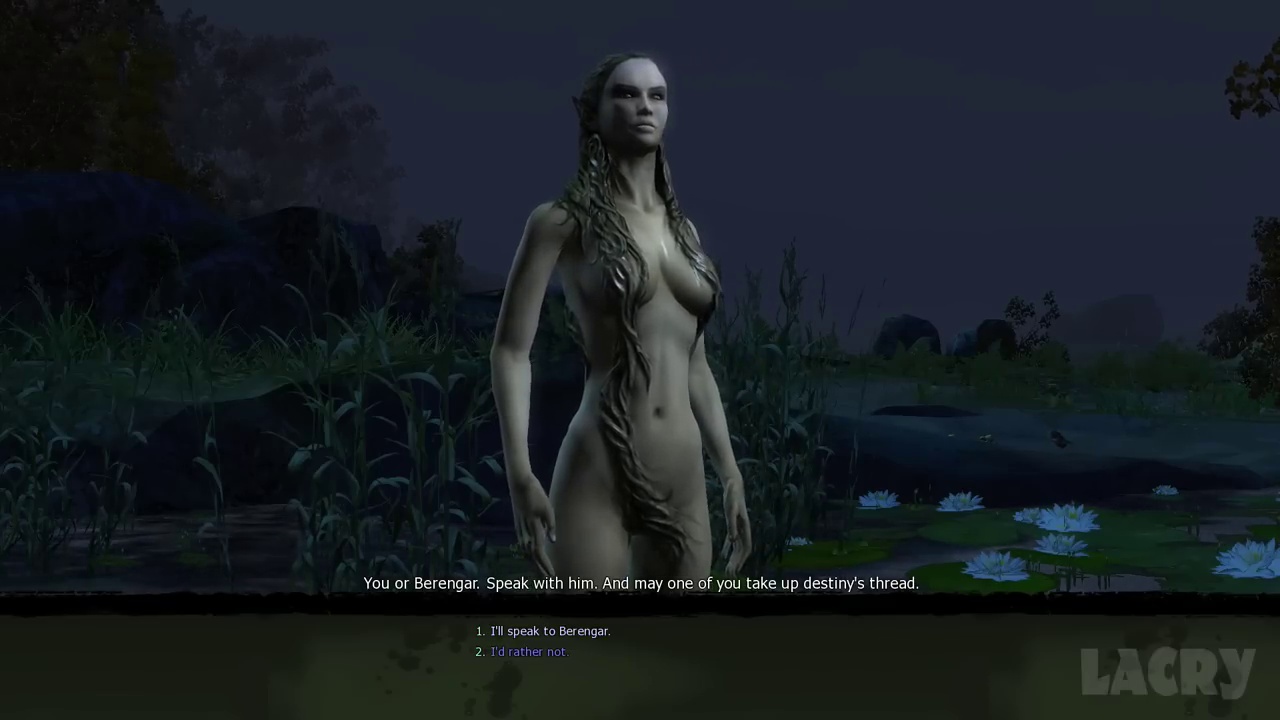 You or Berengar. Speak with him. And may one of you take up destiny's thread.
1. I'll speak to Berengar.
2. I'd rather not.
LACRY